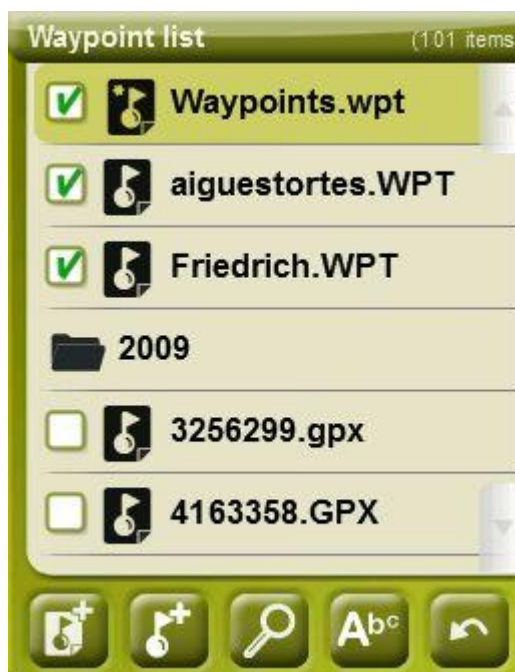 Waypoint list (101 items
Waypoints.wpt
aiguestortes.WPT
Friedrich.WPT
2009
3256299.gpx
4163358.GPX
Abc